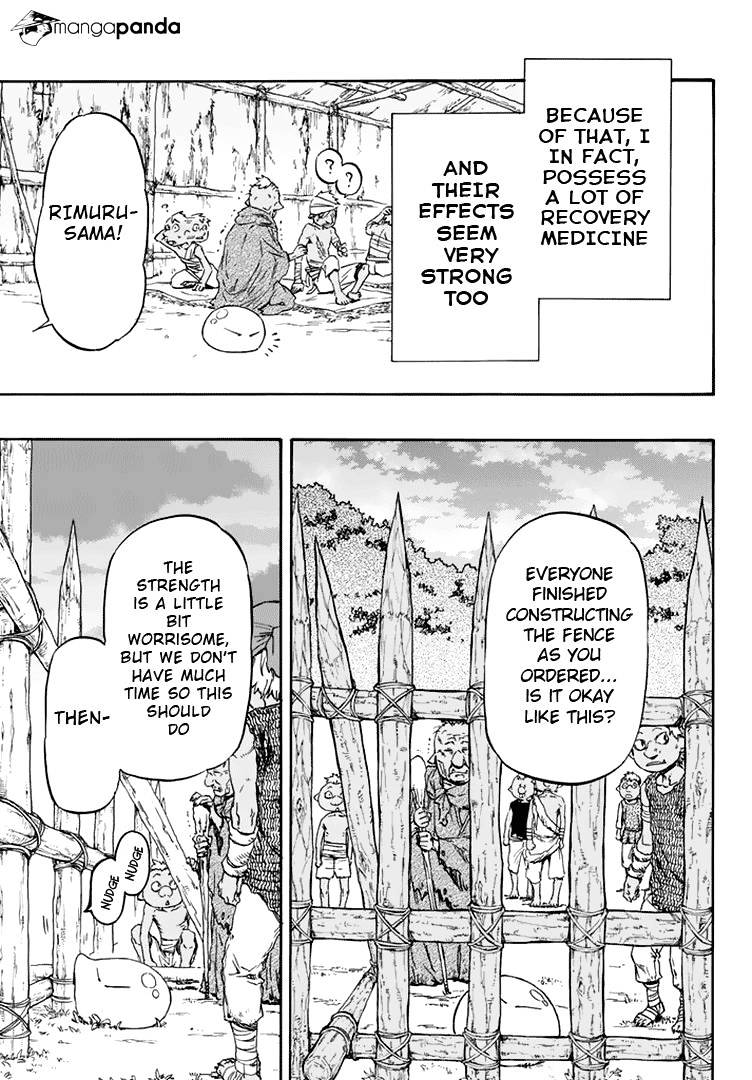 mangapanda
BECAUSE
OF THAT, I
IN FACT,
POSSESS
A LOT OF
RECOVERY
MEDICINE
AND
THEIR
EFFECTS
SEEM
VERY
STRONG
TOO
? ?
RIMURU-
SAMA!
EVERYONE
FINISHED
CONSTRUCTING
THE FENCE
AS YOU
ORDERED...
IS IT OKAY
LIKE THIS?
THE
STRENGTH
IS A LITTLE
BIT
WORRISOME,
BUT WE DON'T
HAVE MUCH
TIME SO THIS
SHOULD
DO
THEN-
NUDGE
NUDGE